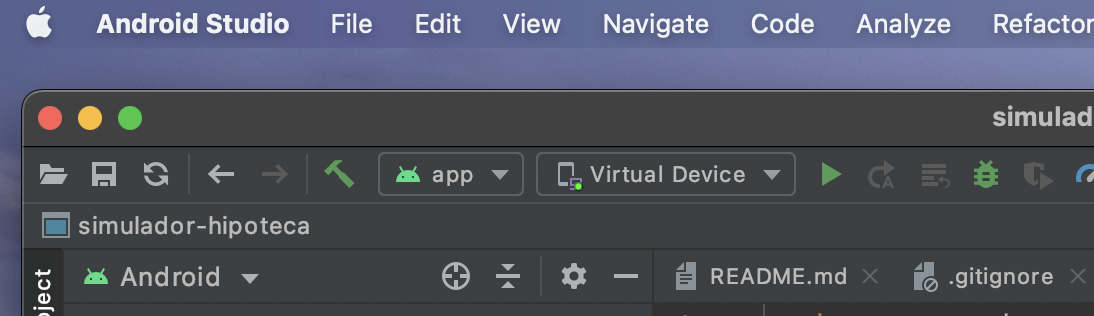 Android Studio File Edit View Navigate Code Analyze Refactor
simulad
app Virtual Device
simulador-hipoteca
Android README.md .gitignore
oject